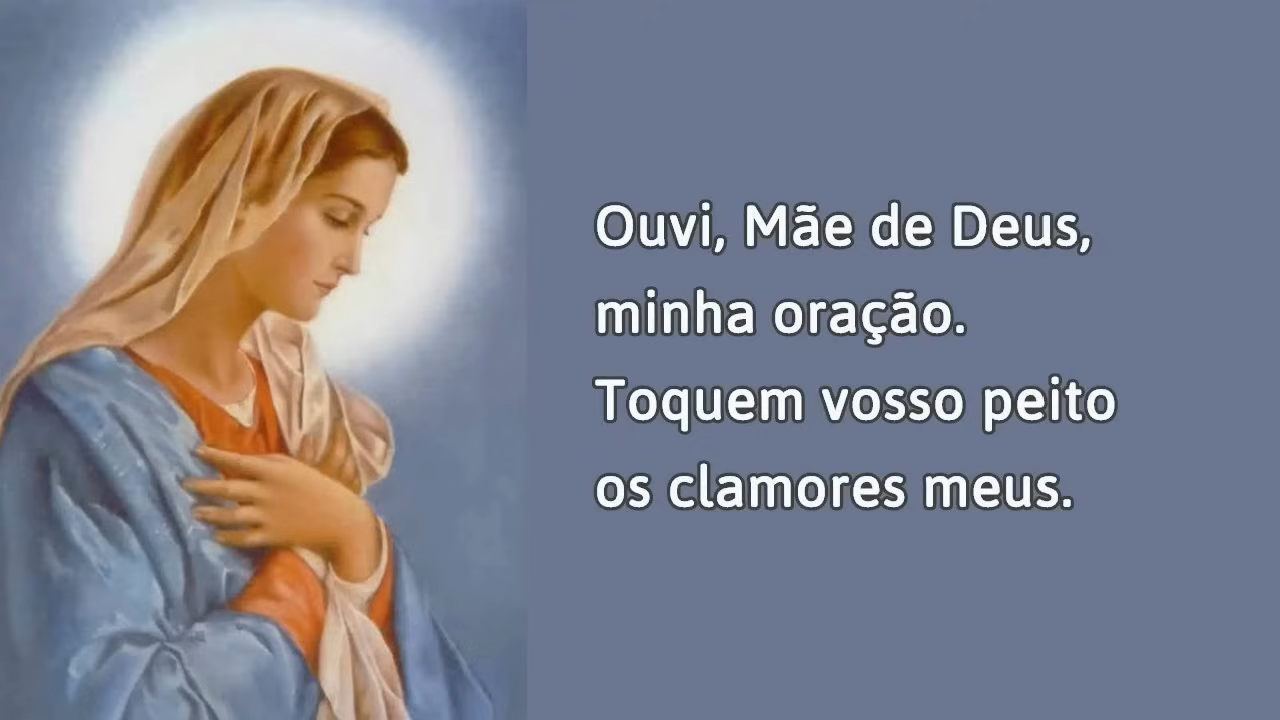 Ouvi, Mãe de Deus,
minha oração.
Toquem vosso peito
os clamores meus.